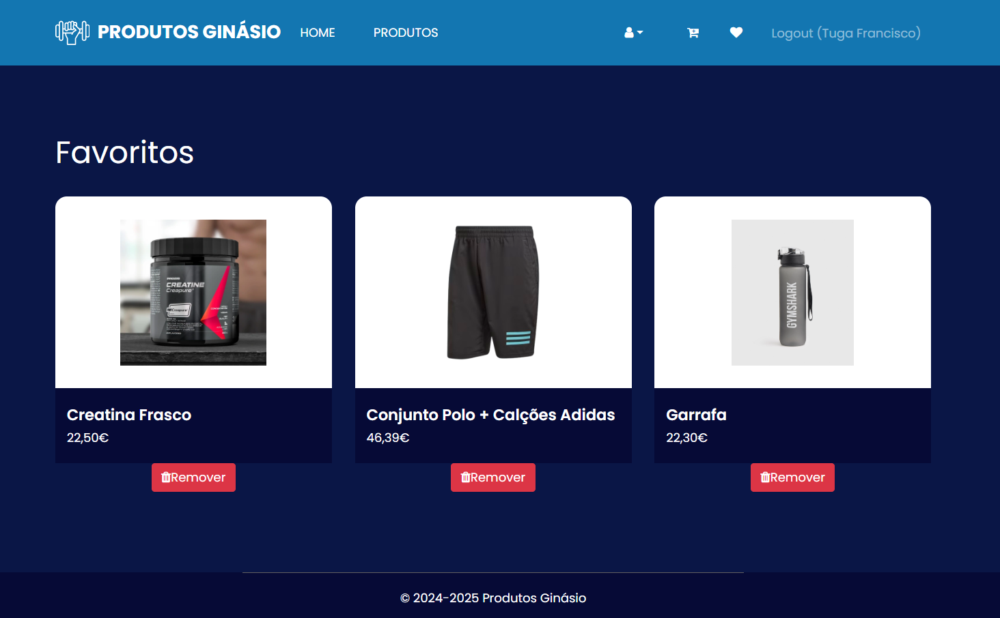 PRODUTOS GINÁSIO
HOME
PRODUTOS
Logout (Tuga Francisco)
Favoritos
CREATINE
Creapure
Creapure
GYMSHARK
Creatina Frasco
22,50€
Conjunto Polo + Calções Adidas
46,39€
Garrafa
22,30€
Remover
Remover
Remover
© 2024-2025 Produtos Ginásio